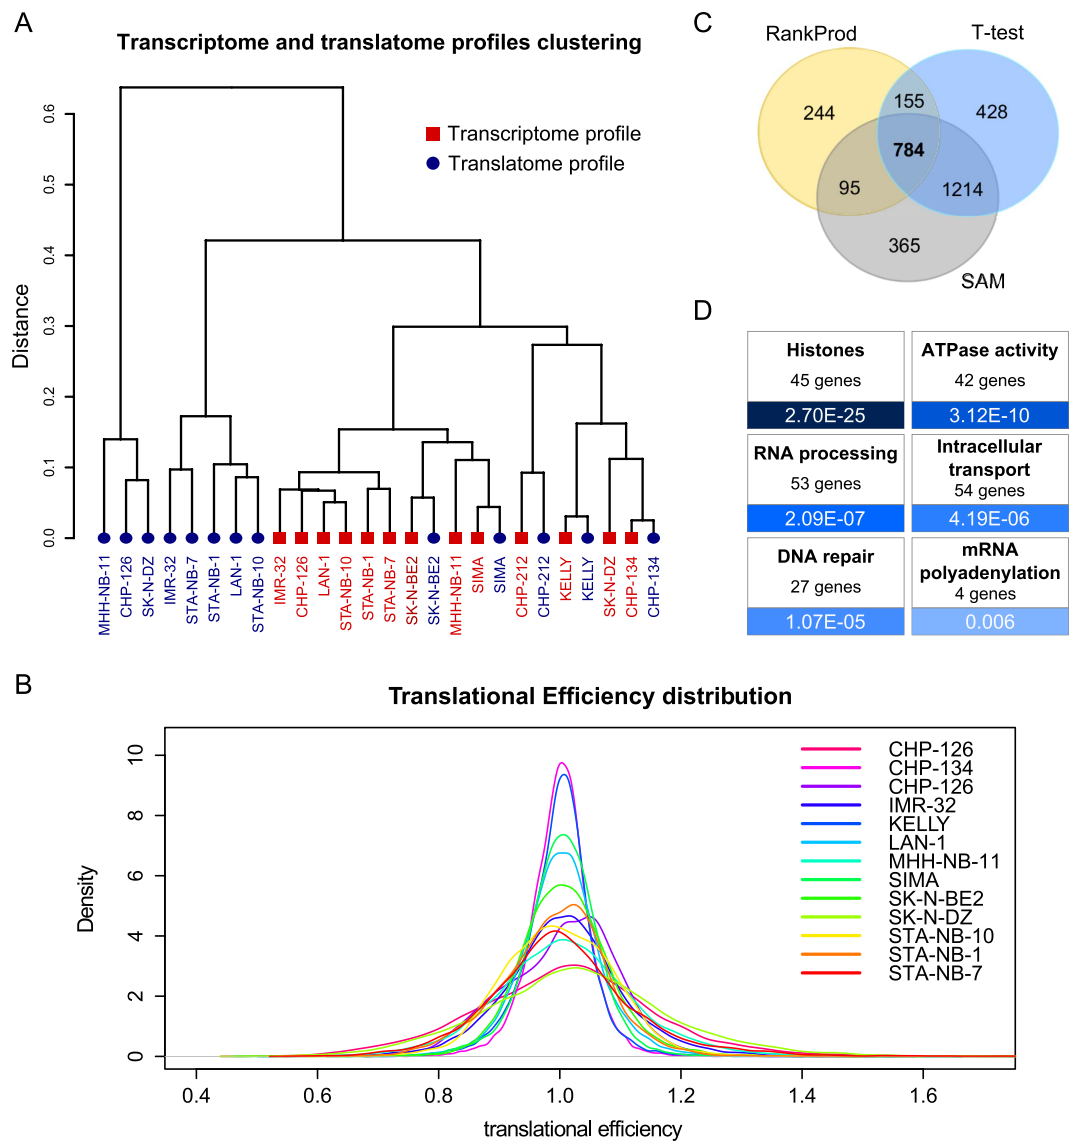 A
Transcriptome and translatome profiles clustering
Transcriptome profile
Translatome profile
Distance
0.6
0.5
0.4
0.3
0.2
0.1
0.0
MHH-NB-11
CHP-126
SK-N-DZ
IMR-32
STA-NB-7
STA-NB-1
LAN-1
STA-NB-10
IMR-32
CHP-126
LAN-1
STA-NB-10
STA-NB-1
STA-NB-7
SK-N-BE2
SK-N-BE2
MHH-NB-11
SIMA
SIMA
CHP-212
CHP-212
KELLY
KELLY
SK-N-DZ
CHP-134
CHP-134
C
RankProd
T-test
244
155
428
784
95
1214
365
SAM
D
Histones
45 genes
2.70E-25
ATPase activity
42 genes
3.12E-10
RNA processing
53 genes
2.09E-07
Intracellular
transport
54 genes
4.19E-06
DNA repair
27 genes
1.07E-05
mRNA
polyadenylation
4 genes
0.006
B
Translational Efficiency distribution
Density
10
8
6
4
2
0
CHP-126
CHP-134
CHP-126
IMR-32
KELLY
LAN-1
MHH-NB-11
SIMA
SK-N-BE2
SK-N-DZ
STA-NB-10
STA-NB-1
STA-NB-7
0.4 0.6 0.8 1.0 1.2 1.4 1.6
translational efficiency